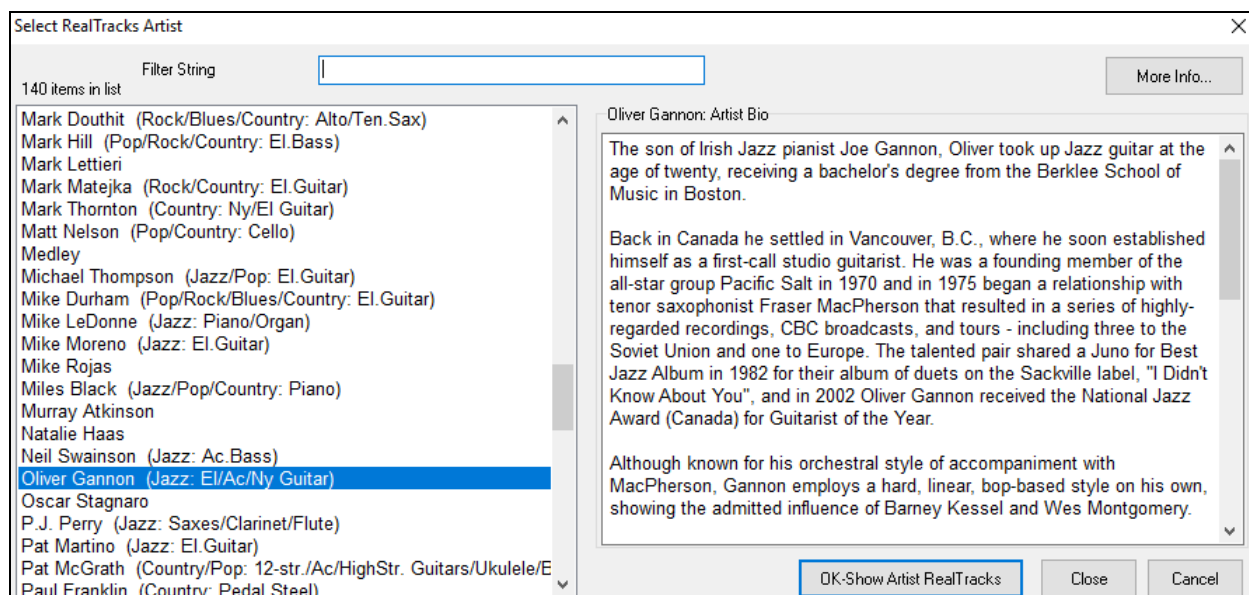 Select RealTracks Artist
Filter String
140 items in list
More Info...
Mark Douthit (Rock/Blues/Country: Alto/Ten.Sax)
Mark Hill (Pop/Rock/Country: El.Bass)
Mark Lettieri
Mark Matejka (Rock/Country: El.Guitar)
Mark Thornton (Country: Ny/El Guitar)
Matt Nelson (Pop/Country: Cello)
Medley
Michael Thompson (Jazz/Pop: El.Guitar)
Mike Durham (Pop/Rock/Blues/Country: El.Guitar)
Mike LeDonne (Jazz: Piano/Organ)
Mike Moreno (Jazz: El.Guitar)
Mike Rojas
Miles Black (Jazz/Pop/Country: Piano)
Murray Atkinson
Natalie Haas
Neil Swainson (Jazz: Ac.Bass)
Oliver Gannon (Jazz: El/Ac/Ny Guitar)
Oscar Stagnaro
P.J. Perry (Jazz: Saxes/Clarinet/Flute)
Pat Martino (Jazz: El.Guitar)
Pat McGrath (Country/Pop: 12-str./Ac/HighStr. Guitars/Ukulele/E
Paul Franklin (Country: Pedal Steel)
Oliver Gannon: Artist Bio
The son of Irish Jazz pianist Joe Gannon, Oliver took up Jazz guitar at the
age of twenty, receiving a bachelor's degree from the Berklee School of
Music in Boston.
Back in Canada he settled in Vancouver, B.C., where he soon established
himself as a first-call studio guitarist. He was a founding member of the
all-star group Pacific Salt in 1970 and in 1975 began a relationship with
tenor saxophonist Fraser MacPherson that resulted in a series of highly-
regarded recordings, CBC broadcasts, and tours - including three to the
Soviet Union and one to Europe. The talented pair shared a Juno for Best
Jazz Album in 1982 for their album of duets on the Sackville label, "I Didn't
Know About You", and in 2002 Oliver Gannon received the National Jazz
Award (Canada) for Guitarist of the Year.
Although known for his orchestral style of accompaniment with
MacPherson, Gannon employs a hard, linear, bop-based style on his own,
showing the admitted influence of Barney Kessel and Wes Montgomery.
OK-Show Artist RealTracks
Close
Cancel